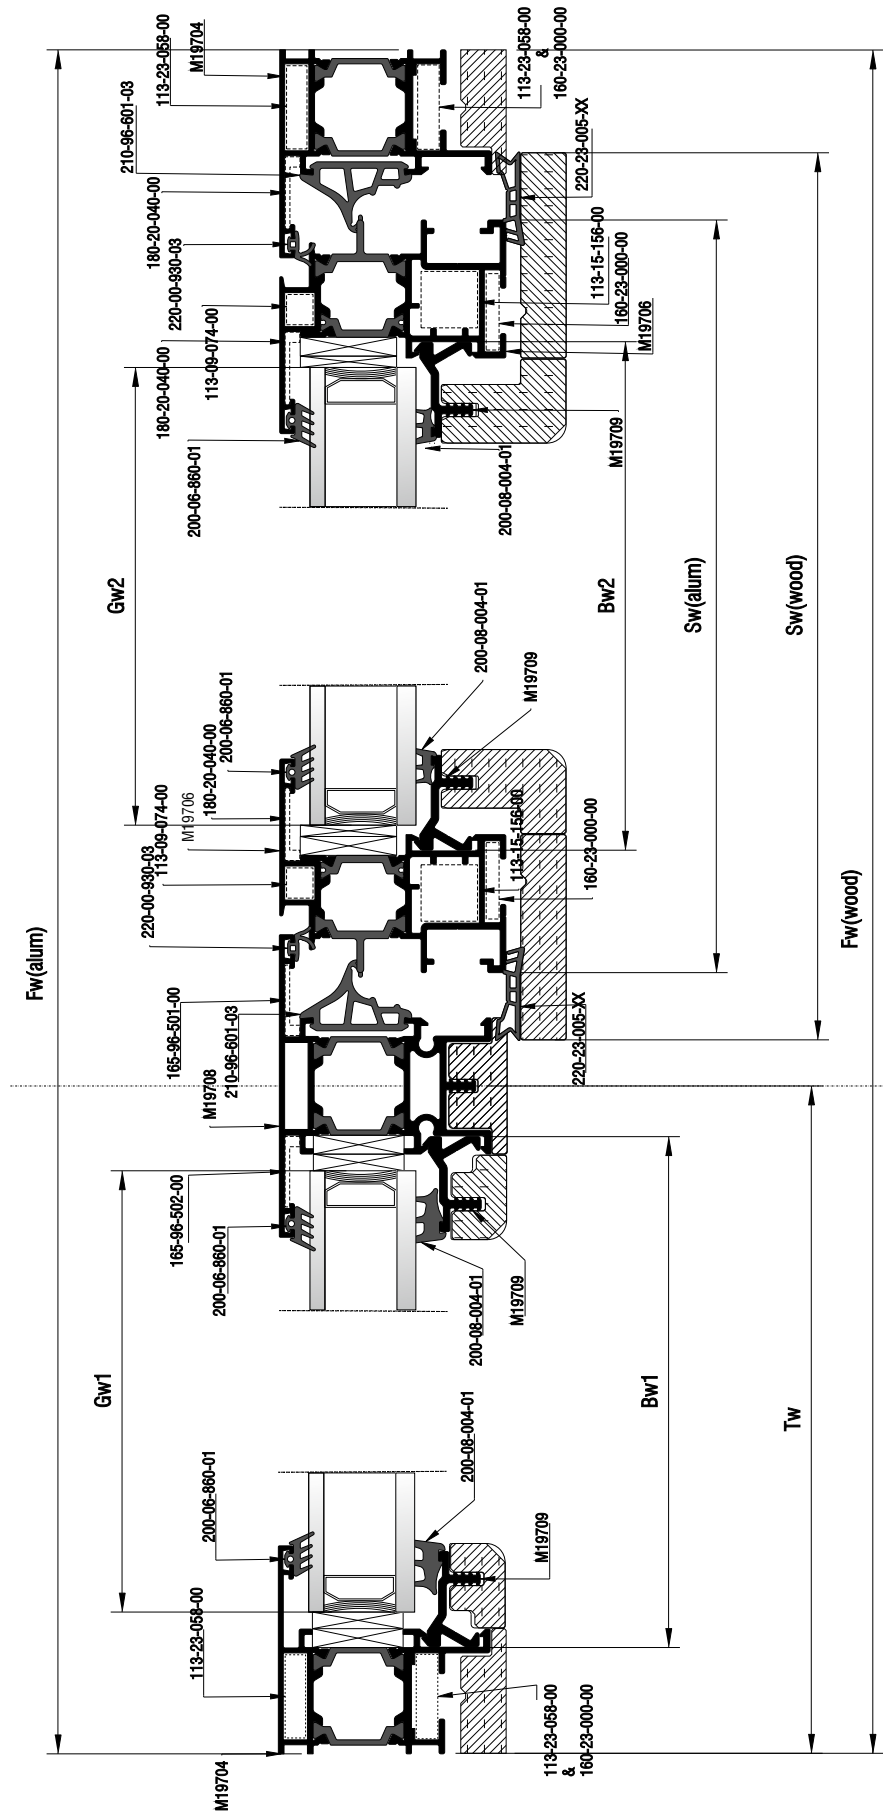 113-23-058-00
M19704
210-96-601-03
180-20-040-00
220-00-930-03
113-09-074-00
180-20-040-00
200-06-860-01
113-23-058-00
&
160-23-000-00
220-23-005-XX
113-15-156-00
160-23-000-00
M19706
M19709
200-08-004-01
Gw2
Bw2
Sw(alum)
Sw(wood)
Fw(alum)
Fw(wood)
200-06-860-01
180-20-040-00
M19706
113-09-074-00
220-00-930-03
165-96-501-00
210-96-601-03
M19708
165-96-502-00
200-06-860-01
200-08-004-01
M19709
113-15-156-00
160-23-000-00
220-23-005-XX
M19709
200-08-004-01
Gw1
Bw1
Tw
200-06-860-01
113-23-058-00
M19704
200-08-004-01
M19709
113-23-058-00
&
160-23-000-00